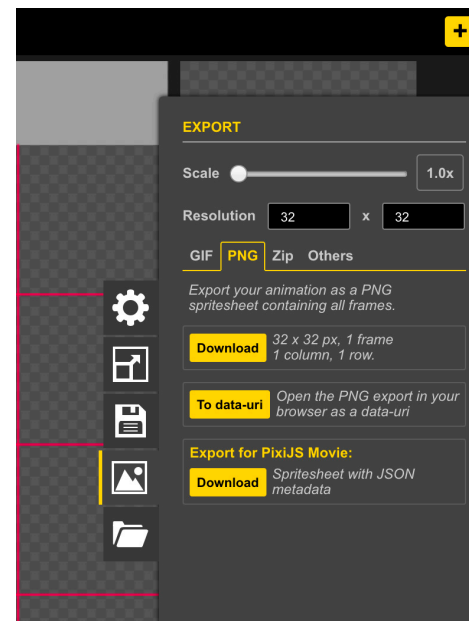 +
EXPORT
Scale 1.0x
Resolution 32 x 32
GIF PNG Zip Others
Export your animation as a PNG
spritesheet containing all frames.
Download 32 x 32 px, 1 frame
1 column, 1 row.
To data-uri Open the PNG export in your
browser as a data-uri
Export for PixiJS Movie:
Download Spritesheet with JSON
metadata